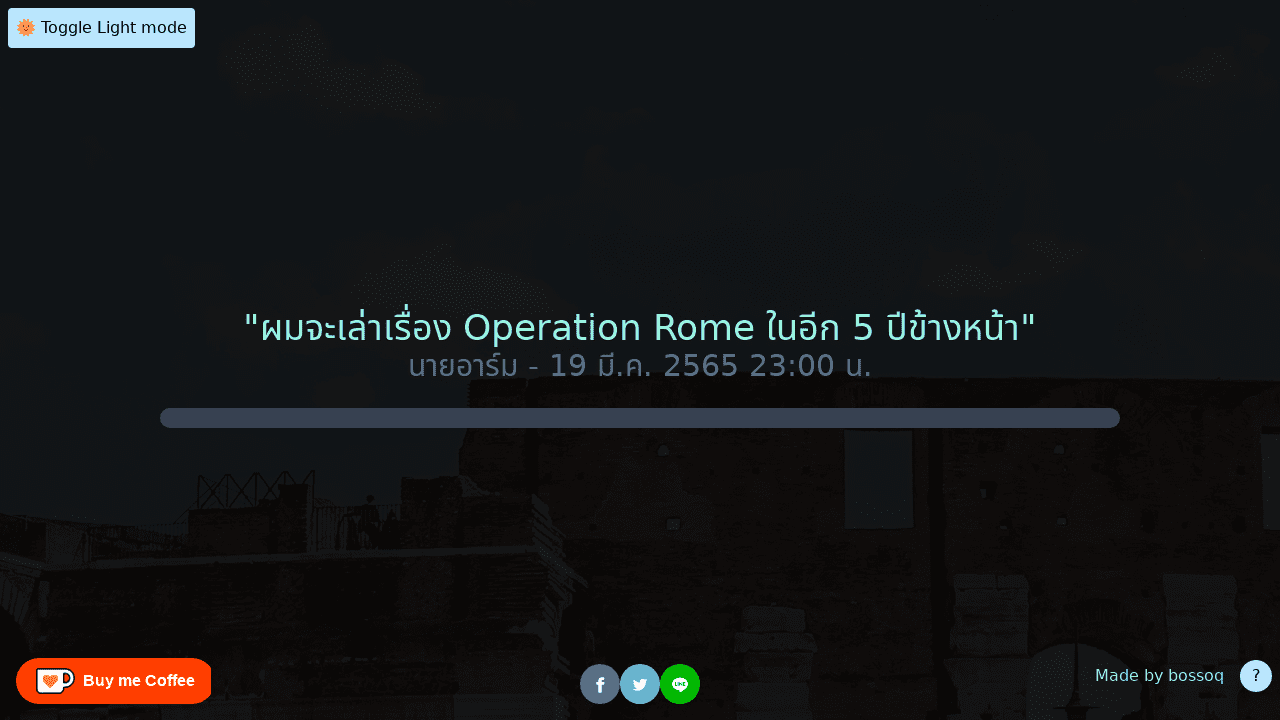 Toggle Light mode
"ผมจะเล่าเรื่อง Operation Rome ในอีก 5 ปีข้างหน้า"
นายอาร์ม - 19 มี.ค. 2565 23:00 น.
Buy me Coffee
LINE
Made by bossoq
?